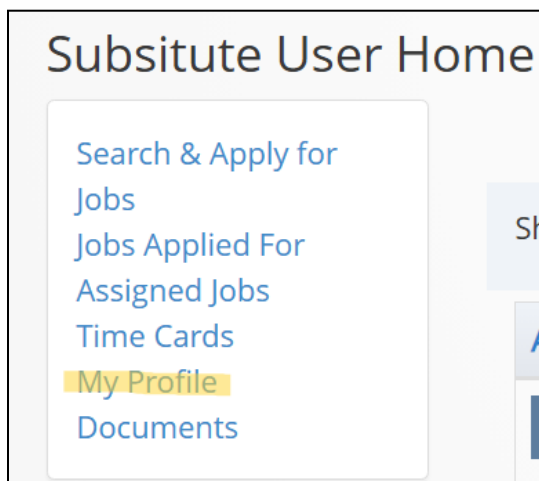 Subsitute User Home
Search & Apply for
Jobs
Jobs Applied For
Assigned Jobs
Time Cards
My Profile
Documents